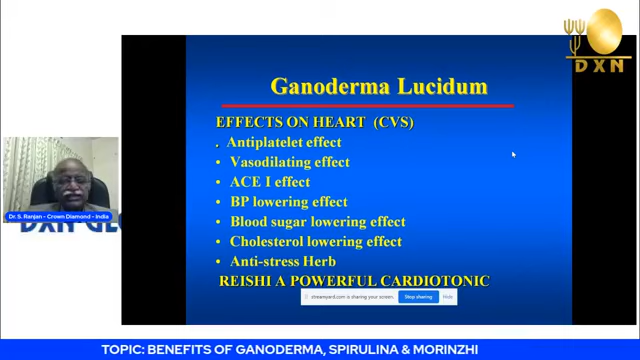 DXN
Ganoderma Lucidum
EFFECTS ON HEART (CVS)
. Antiplatelet effect
• Vasodilating effect
• ACE I effect
• BP lowering effect
• Blood sugar lowering effect
• Cholesterol lowering effect
• Anti-stress Herb
REISHI A POWERFUL CARDIOTONIC
streamyard.com is sharing your screen. Stop sharing Hide
Dr. S. Ranjan - Crown Diamond - India
DXN GL
TOPIC: BENEFITS OF GANODERMA, SPIRULINA & MORINZHI